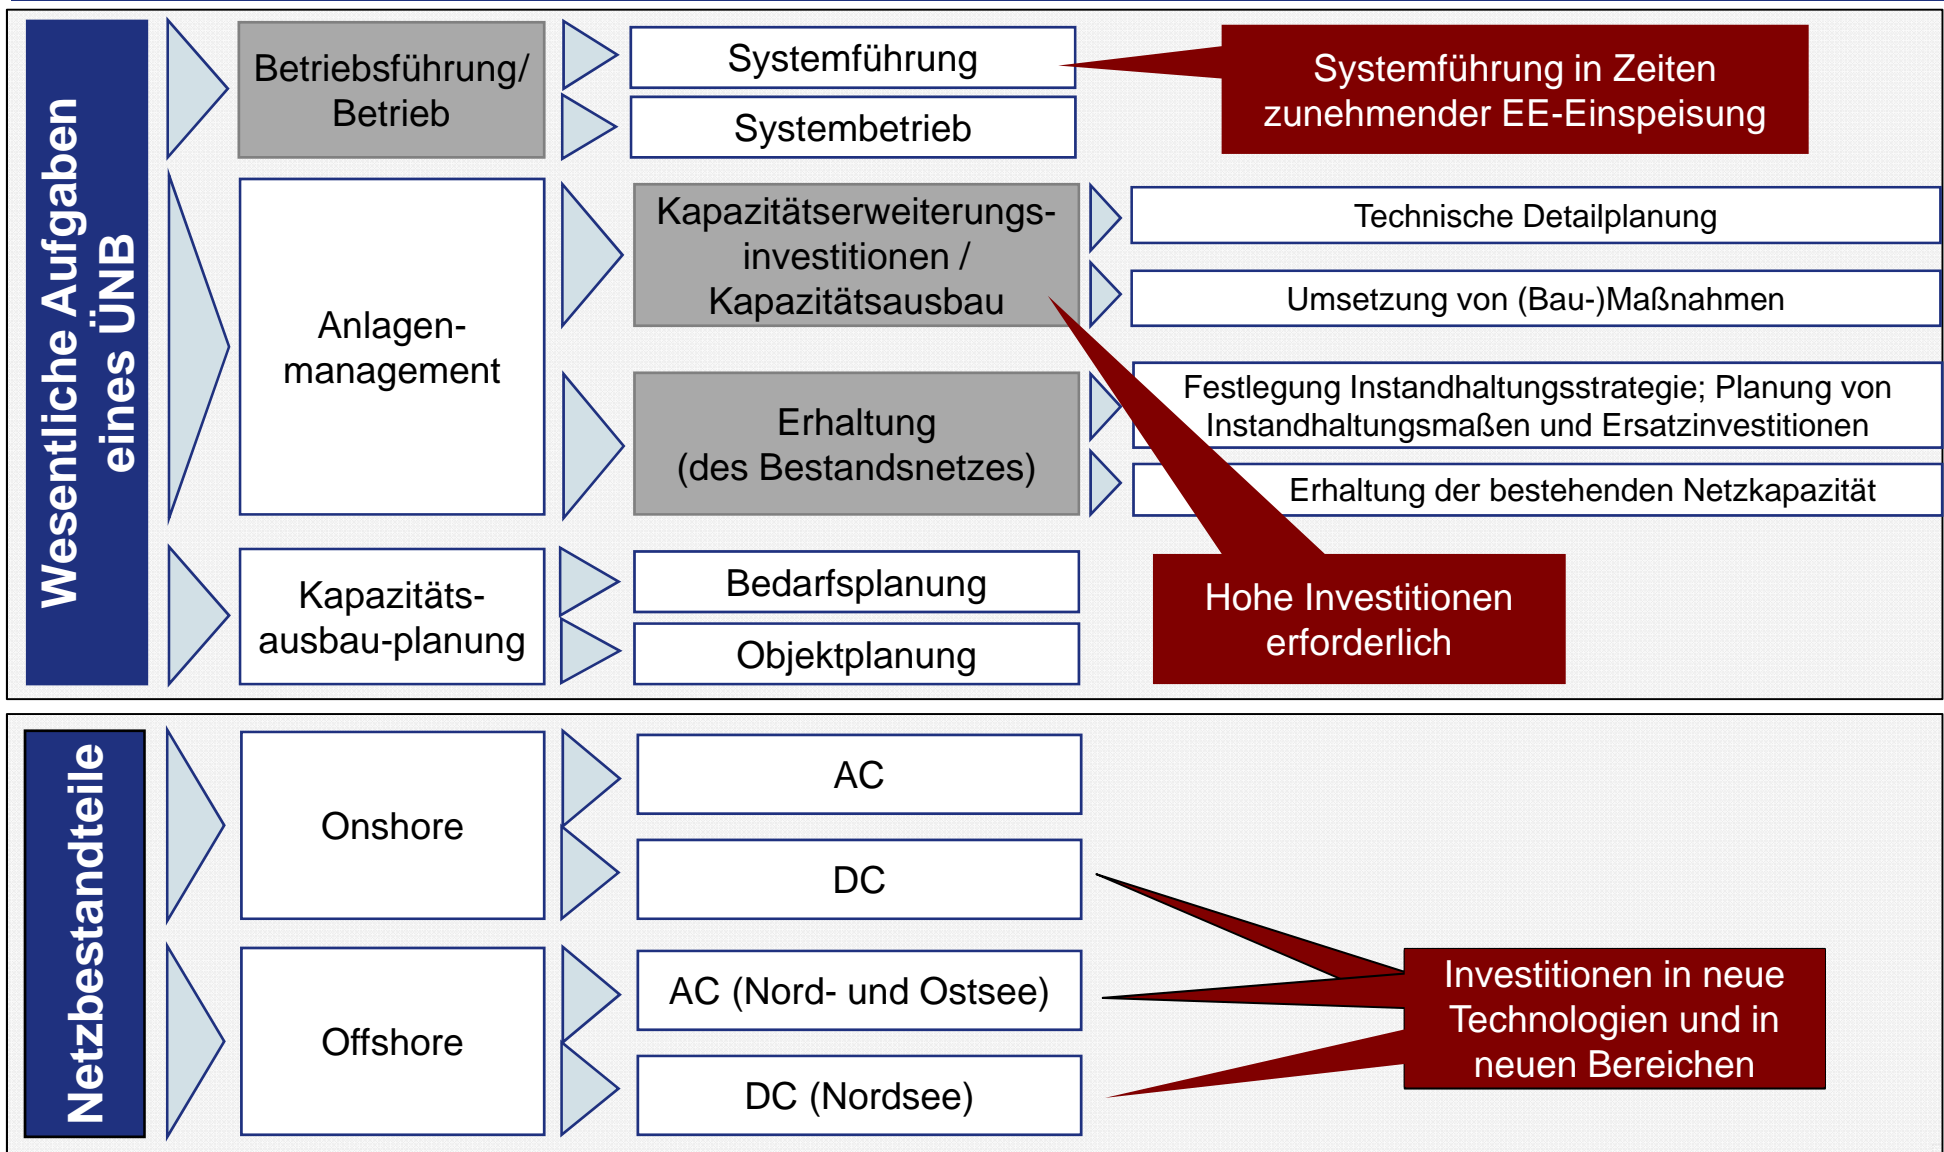 Wesentliche Aufgaben
eines ÜNB
Betriebsführung/
Betrieb
Systemführung
Systembetrieb
Systemführung in Zeiten
zunehmender EE-Einspeisung
Anlagen-
management
Kapazitätserweiterungs-
investitionen /
Kapazitätsausbau
Technische Detailplanung
Umsetzung von (Bau-)Maßnahmen
Erhaltung
(des Bestandsnetzes)
Festlegung Instandhaltungsstrategie; Planung von
Instandhaltungsmaßen und Ersatzinvestitionen
Erhaltung der bestehenden Netzkapazität
Kapazitäts-
ausbau-planung
Bedarfsplanung
Objektplanung
Hohe Investitionen
erforderlich
Netzbestandteile
Onshore
AC
DC
Offshore
AC (Nord- und Ostsee)
DC (Nordsee)
Investitionen in neue
Technologien und in
neuen Bereichen